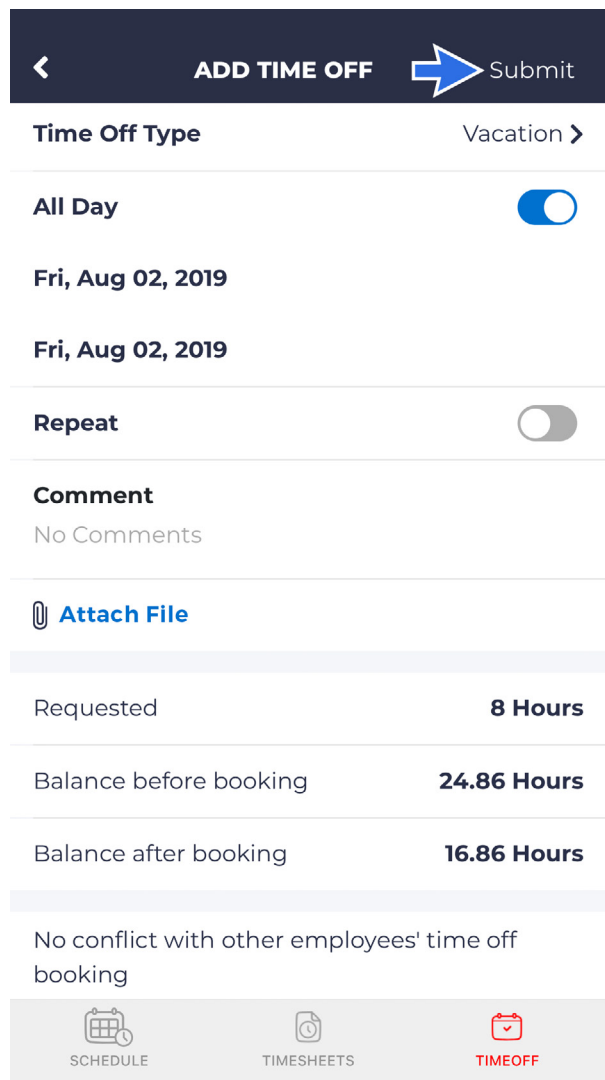 ADD TIME OFF Submit
Time Off Type Vacation
All Day
Fri, Aug 02, 2019
Fri, Aug 02, 2019
Repeat
Comment
No Comments
Attach File
Requested 8 Hours
Balance before booking 24.86 Hours
Balance after booking 16.86 Hours
No conflict with other employees' time off
booking
SCHEDULE TIMESHEETS TIMEOFF